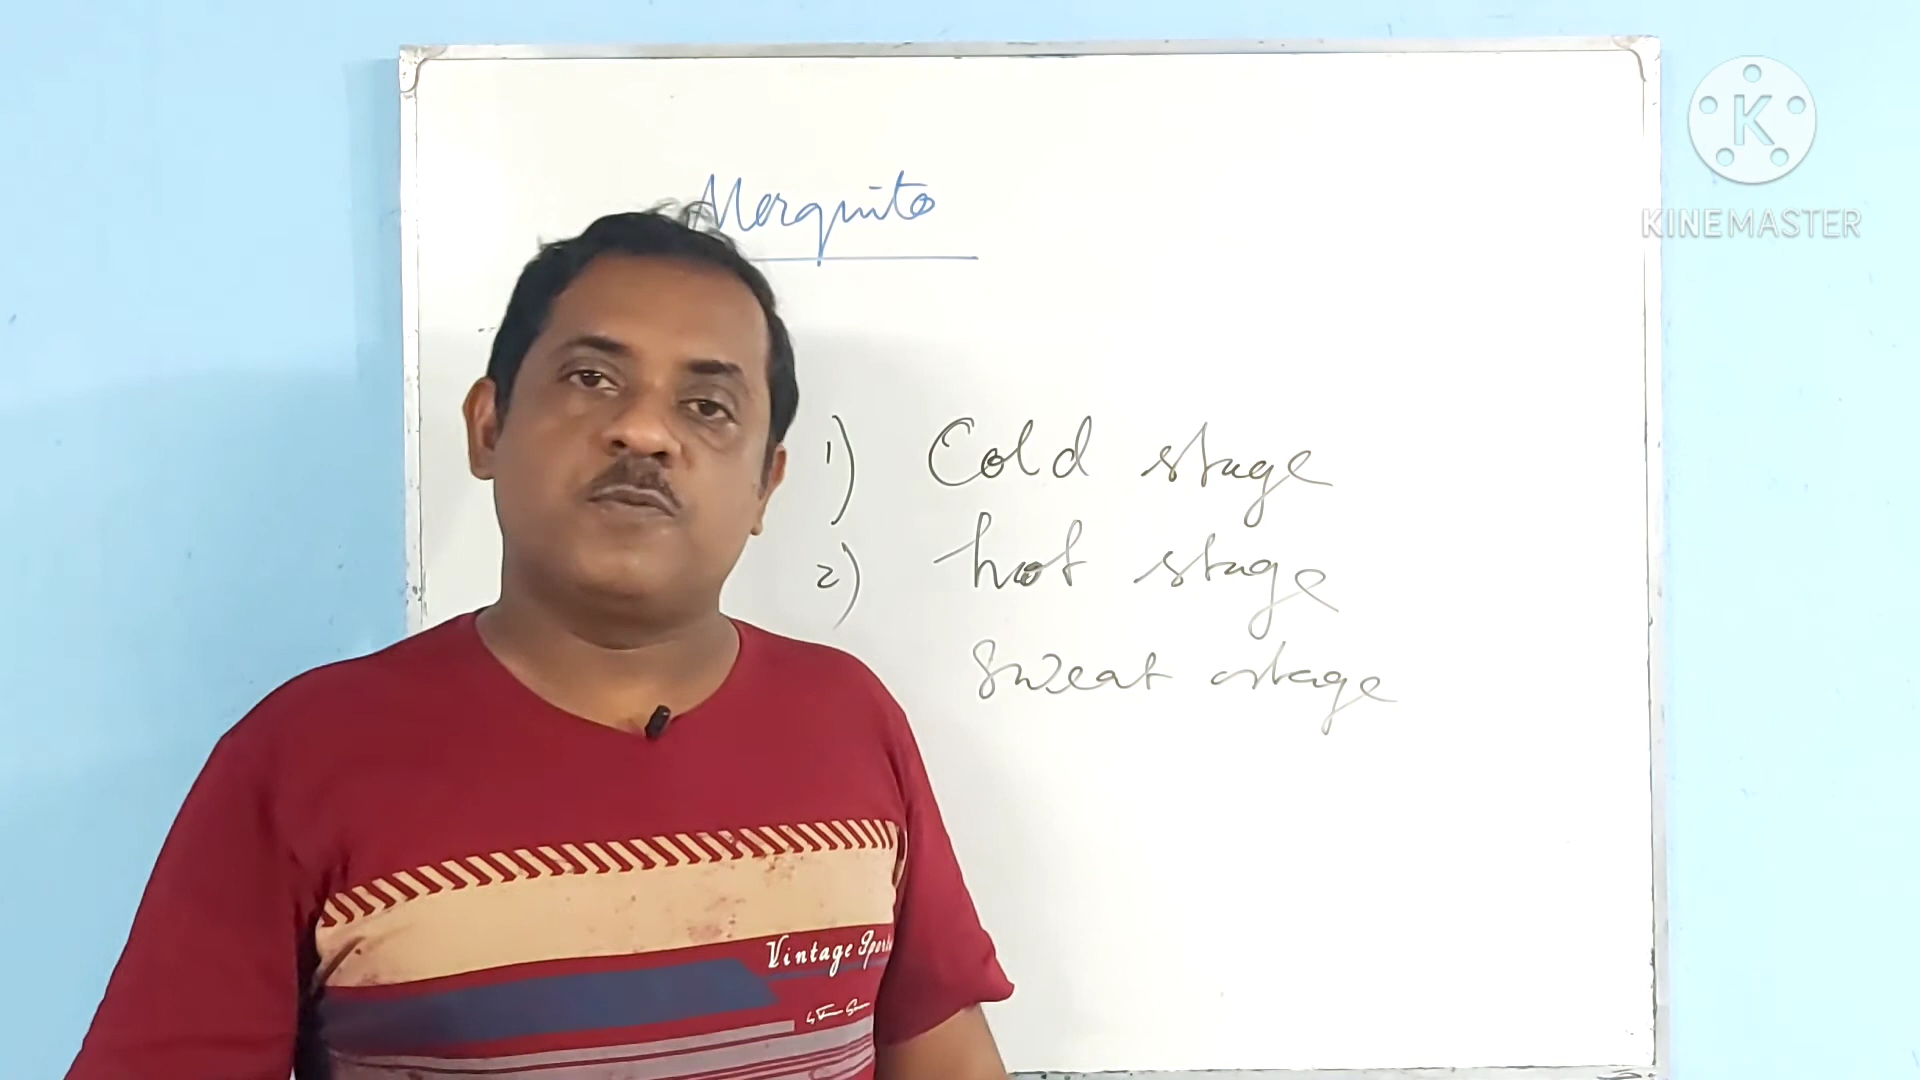 Mosquito
K
KINEMASTER
1) Cold stage
2) hot stage
Sweat stage
Vintage Sports